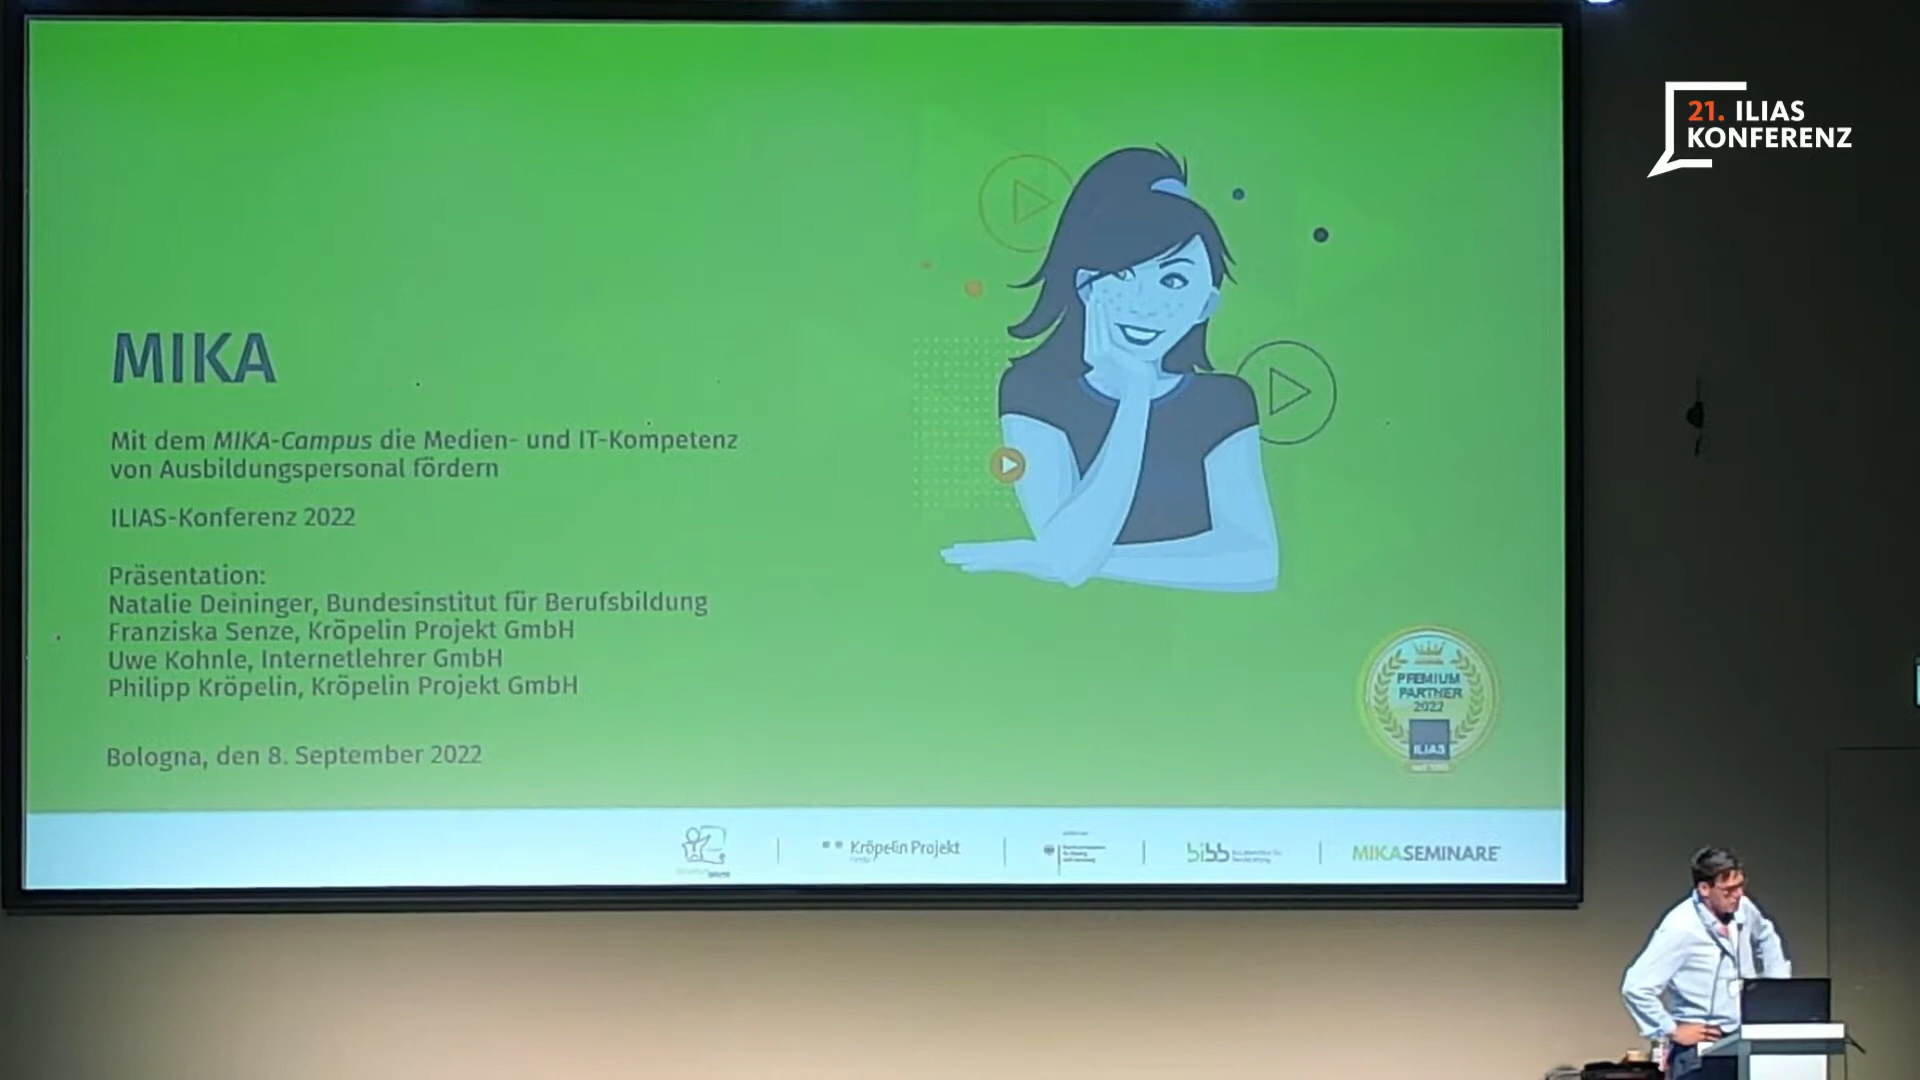 21. ILIAS
KONFERENZ
MIKA
Mit dem MIKA-Campus die Medien- und IT-Kompetenz
von Ausbildungspersonal fördern
ILIAS-Konferenz 2022
Präsentation:
Natalie Deininger, Bundesinstitut für Berufsbildung
Franziska Senze, Kröpelin Projekt GmbH
Uwe Kohnle, Internetlehrer GmbH
Philipp Kröpelin, Kröpelin Projekt GmbH
Bologna, den 8. September 2022
PREMIUM
PARTNER
2022
ILIAS
Kröpelin Projekt
bibb
MIKASEMINARE